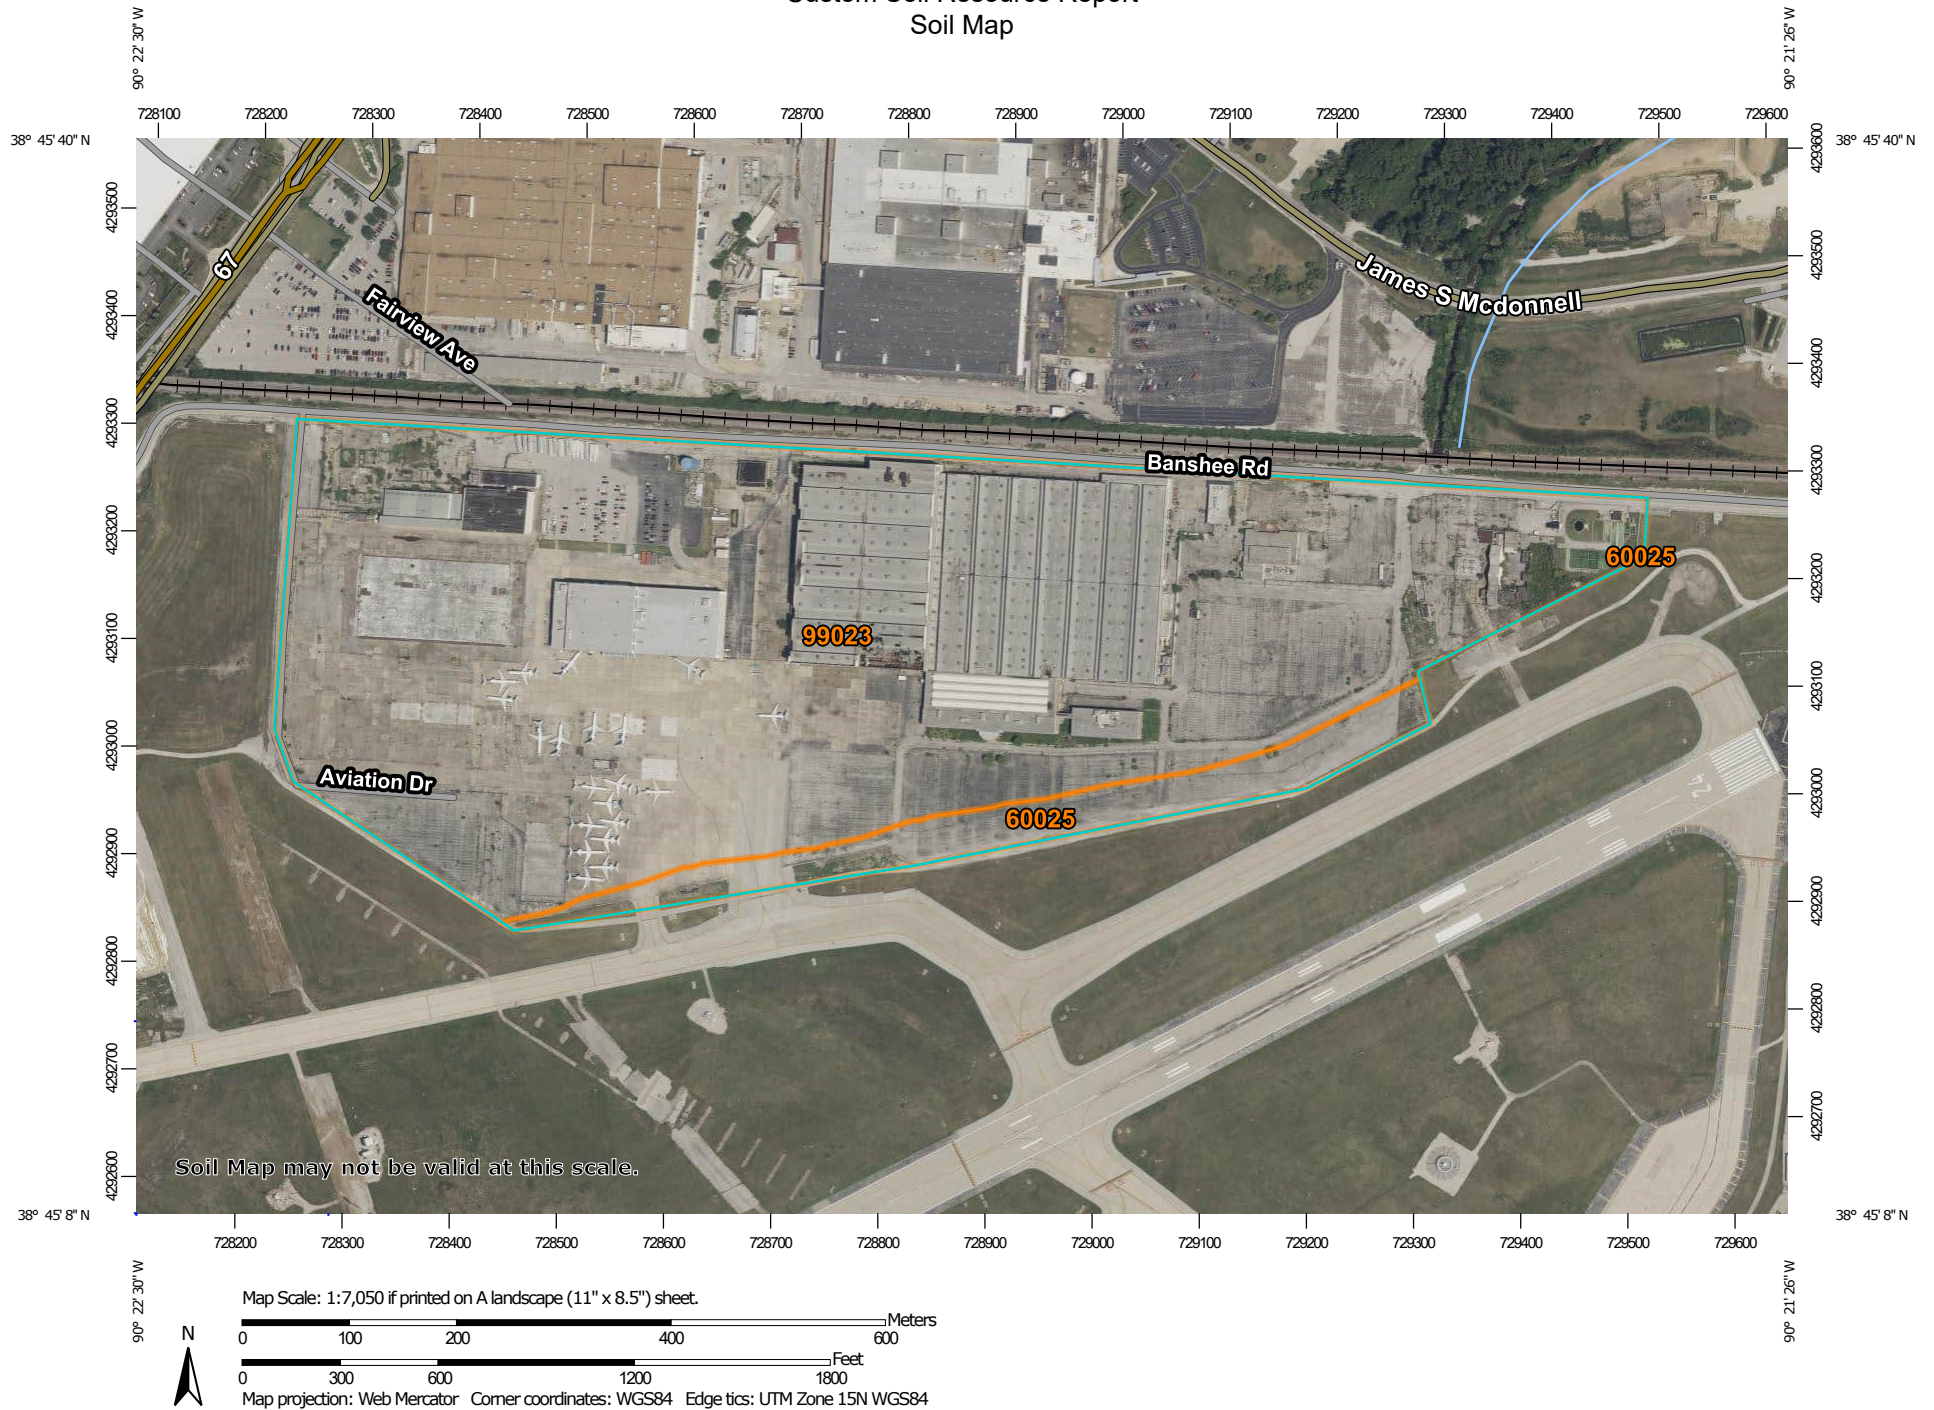 Custom Soil Resource Report
Soil Map
90° 22' 30'' W
90° 21' 26'' W
728100 728200 728300 728400 728500 728600 728700 728800 728900 729000 729100 729200 729300 729400 729500 729600
38° 45' 40'' N
38° 45' 40'' N
4293500
4293400
4293300
4293200
4293100
4293000
4292900
4292800
4292700
4292600
4293600
4293500
4293400
4293300
4293200
4293100
4293000
4292900
4292800
4292700
67
Fairview Ave
James S Mcdonnell
Banshee Rd
60025
99023
Aviation Dr
60025
24
Soil Map may not be valid at this scale.
38° 45' 8'' N
38° 45' 8'' N
728200 728300 728400 728500 728600 728700 728800 728900 729000 729100 729200 729300 729400 729500 729600
90° 22' 30'' W
90° 21' 26'' W
Map Scale: 1:7,050 if printed on A landscape (11" x 8.5") sheet.
N
Meters
0 100 200 400 600
Feet
0 300 600 1200 1800
Map projection: Web Mercator Corner coordinates: WGS84 Edge tics: UTM Zone 15N WGS84